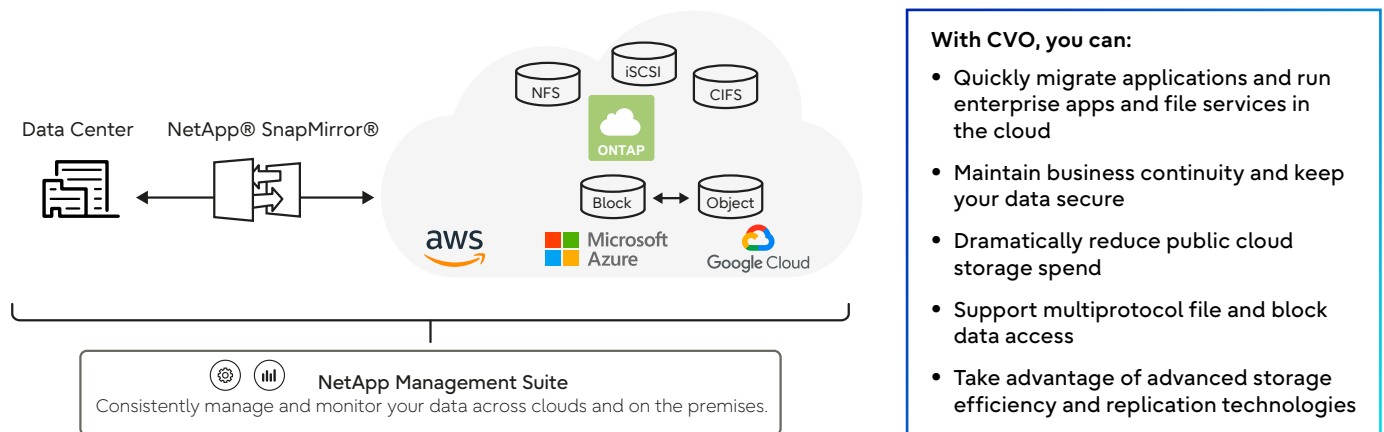 Data Center
NetApp® SnapMirror®
NFS
iSCSI
CIFS
ONTAP
Block
Object
aws
Microsoft
Azure
Google Cloud
NetApp Management Suite
Consistently manage and monitor your data across clouds and on the premises.
With CVO, you can:
• Quickly migrate applications and run
enterprise apps and file services in
the cloud
• Maintain business continuity and keep
your data secure
• Dramatically reduce public cloud
storage spend
• Support multiprotocol file and block
data access
• Take advantage of advanced storage
efficiency and replication technologies